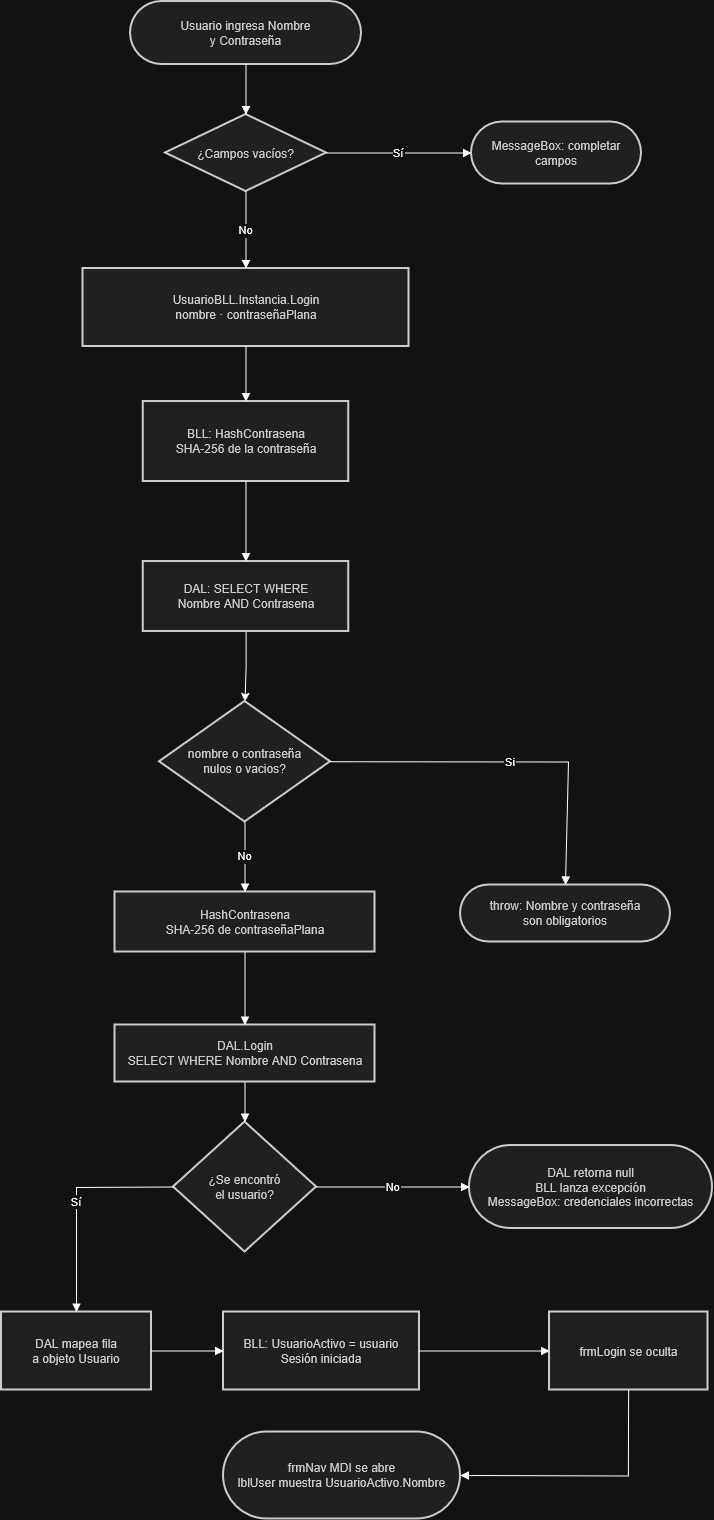 Usuario ingresa Nombre
y Contraseña
¿Campos vacíos?
Sí
MessageBox: completar
campos
No
UsuarioBLL.Instancia.Login
nombre · contraseñaPlana
BLL: HashContrasena
SHA-256 de la contraseña
DAL: SELECT WHERE
Nombre AND Contrasena
nombre o contraseña
nulos o vacios?
Si
No
throw: Nombre y contraseña
son obligatorios
HashContrasena
SHA-256 de contraseñaPlana
DAL.Login
SELECT WHERE Nombre AND Contrasena
¿Se encontró
el usuario?
No
DAL retorna null
BLL lanza excepción
MessageBox: credenciales incorrectas
Sí
DAL mapea fila
a objeto Usuario
BLL: UsuarioActivo = usuario
Sesión iniciada
frmLogin se oculta
frmNav MDI se abre
lblUser muestra UsuarioActivo.Nombre